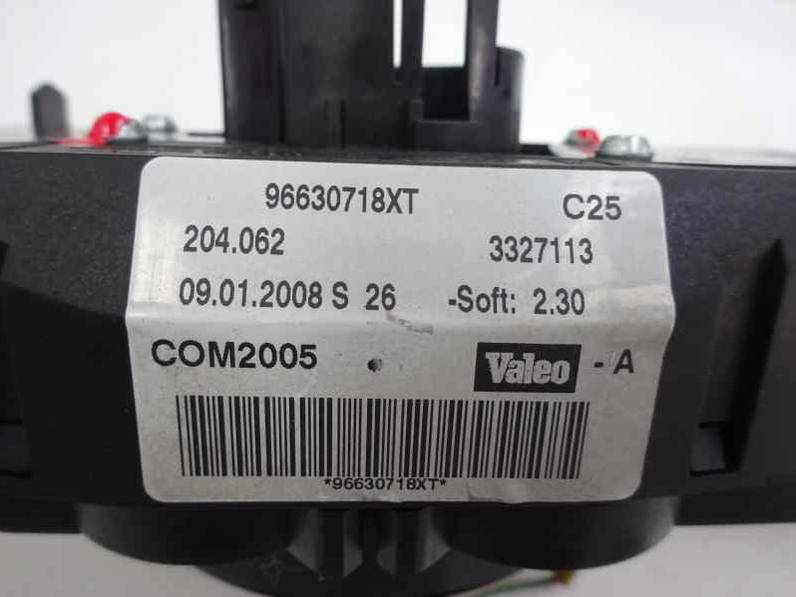 96630718XT C25
204.062 3327113
09.01.2008 S 26 -Soft: 2.30
COM2005 Valeo - A
*96630718XT*